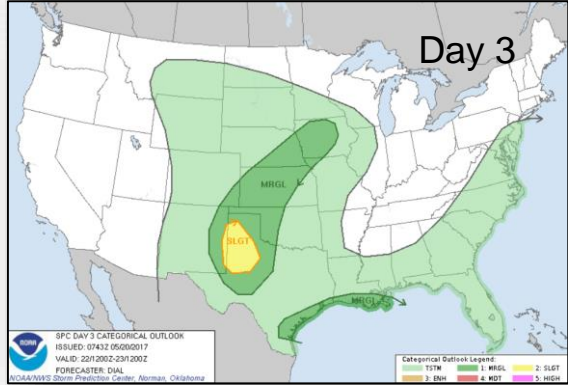 Day 3
MRGL
SLGT
MRGL
NOAA
SPC DAY 3 CATEGORICAL OUTLOOK
ISSUED: 0743Z 05/20/2017
VALID: 22/1200Z-23/1200Z
FORECASTER: DIAL
NOAA/NWS Storm Prediction Center, Norman, Oklahoma
Categorical Outlook Legend:
TSTM 1: MRGL 2: SLGT
3: ENH 4: MDT 5: HIGH